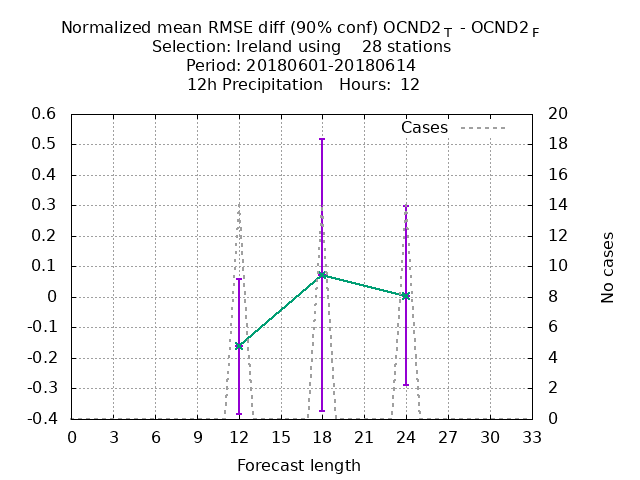 Normalized mean RMSE diff (90% conf) OCND2 T - OCND2 F
Selection: Ireland using 28 stations
Period: 20180601-20180614
12h Precipitation Hours: 12
Cases
0.6
0.5
0.4
0.3
0.2
0.1
0
-0.1
-0.2
-0.3
-0.4
20
18
16
14
12
10
8
6
4
2
0
No cases
0 3 6 9 12 15 18 21 24 27 30 33
Forecast length